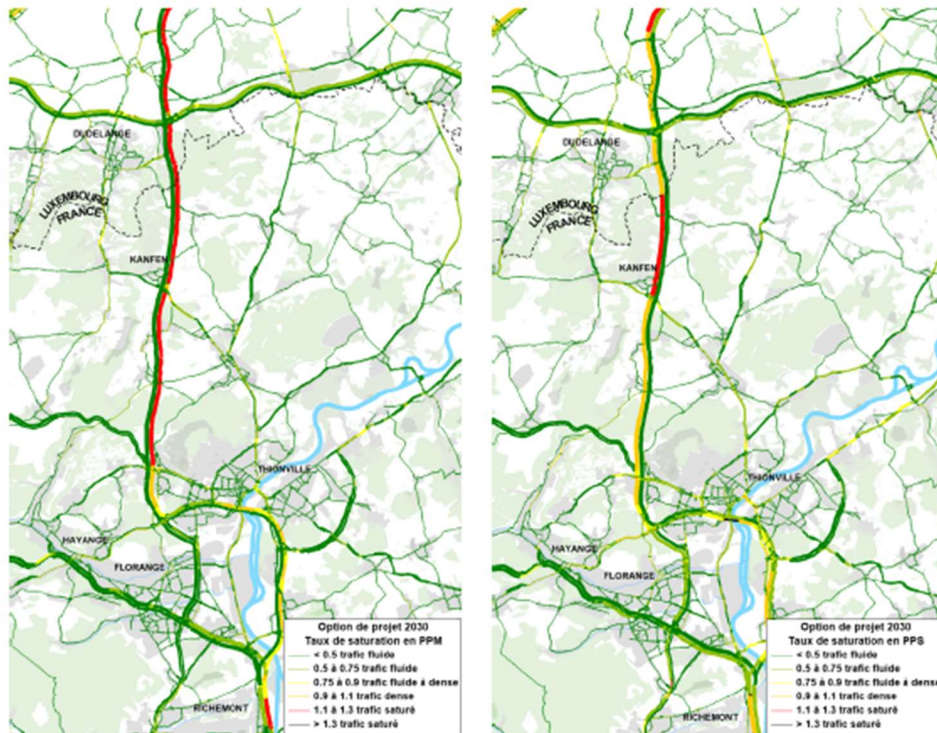 DUDELANGE
LUXEMBOURG
FRANCE
KANFEN
THIONVILLE
HAYANGE
FLORANGE
RICHEMONT
Option de projet 2030
Taux de saturation en PPM
< 0.5 trafic fluide
0.5 à 0.75 trafic fluide
0.75 à 0.9 trafic fluide à dense
0.9 à 1.1 trafic dense
1.1 à 1.3 trafic saturé
> 1.3 trafic saturé
DUDELANGE
LUXEMBOURG
FRANCE
KANFEN
THIONVILLE
HAYANGE
FLORANGE
RICHEMONT
Option de projet 2030
Taux de saturation en PPS
< 0.5 trafic fluide
0.5 à 0.75 trafic fluide
0.75 à 0.9 trafic fluide à dense
0.9 à 1.1 trafic dense
1.1 à 1.3 trafic saturé
> 1.3 trafic saturé